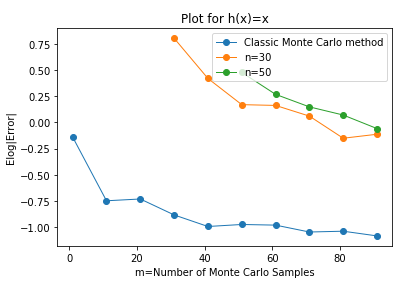 Plot for h(x)=x
Classic Monte Carlo method
n=30
n=50
Elog|Error|
0.75
0.50
0.25
0.00
−0.25
−0.50
−0.75
−1.00
0 20 40 60 80
m=Number of Monte Carlo Samples